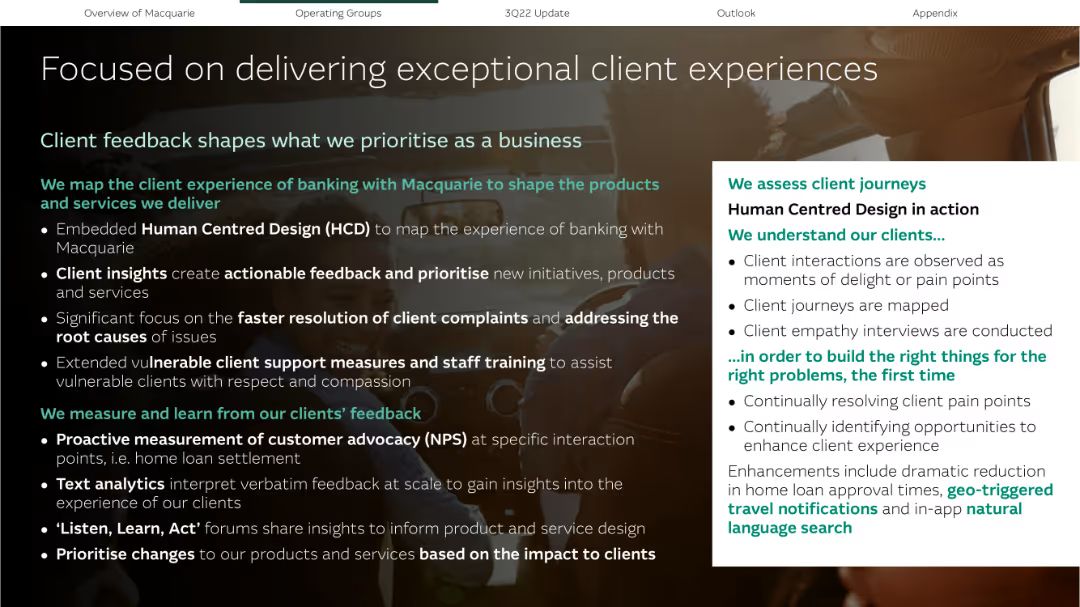 Overview of Macquarie
Operating Groups
3Q22 Update
Outlook
Appendix
Focused on delivering exceptional client experiences
Client feedback shapes what we prioritise as a business
We map the client experience of banking with Macquarie to shape the products
and services we deliver
• Embedded Human Centred Design (HCD) to map the experience of banking with
Macquarie
• Client insights create actionable feedback and prioritise new initiatives, products
and services
• Significant focus on the faster resolution of client complaints and addressing the
root causes of issues
• Extended vulnerable client support measures and staff training to assist
vulnerable clients with respect and compassion
We measure and learn from our clients' feedback
• Proactive measurement of customer advocacy (NPS) at specific interaction
points, i.e. home loan settlement
• Text analytics interpret verbatim feedback at scale to gain insights into the
experience of our clients
• 'Listen, Learn, Act' forums share insights to inform product and service design
• Prioritise changes to our products and services based on the impact to clients
We assess client journeys
Human Centred Design in action
We understand our clients...
• Client interactions are observed as
moments of delight or pain points
• Client journeys are mapped
• Client empathy interviews are conducted
...in order to build the right things for the
right problems, the first time
• Continually resolving client pain points
• Continually identifying opportunities to
enhance client experience
Enhancements include dramatic reduction
in home loan approval times, geo-triggered
travel notifications and in-app natural
language search